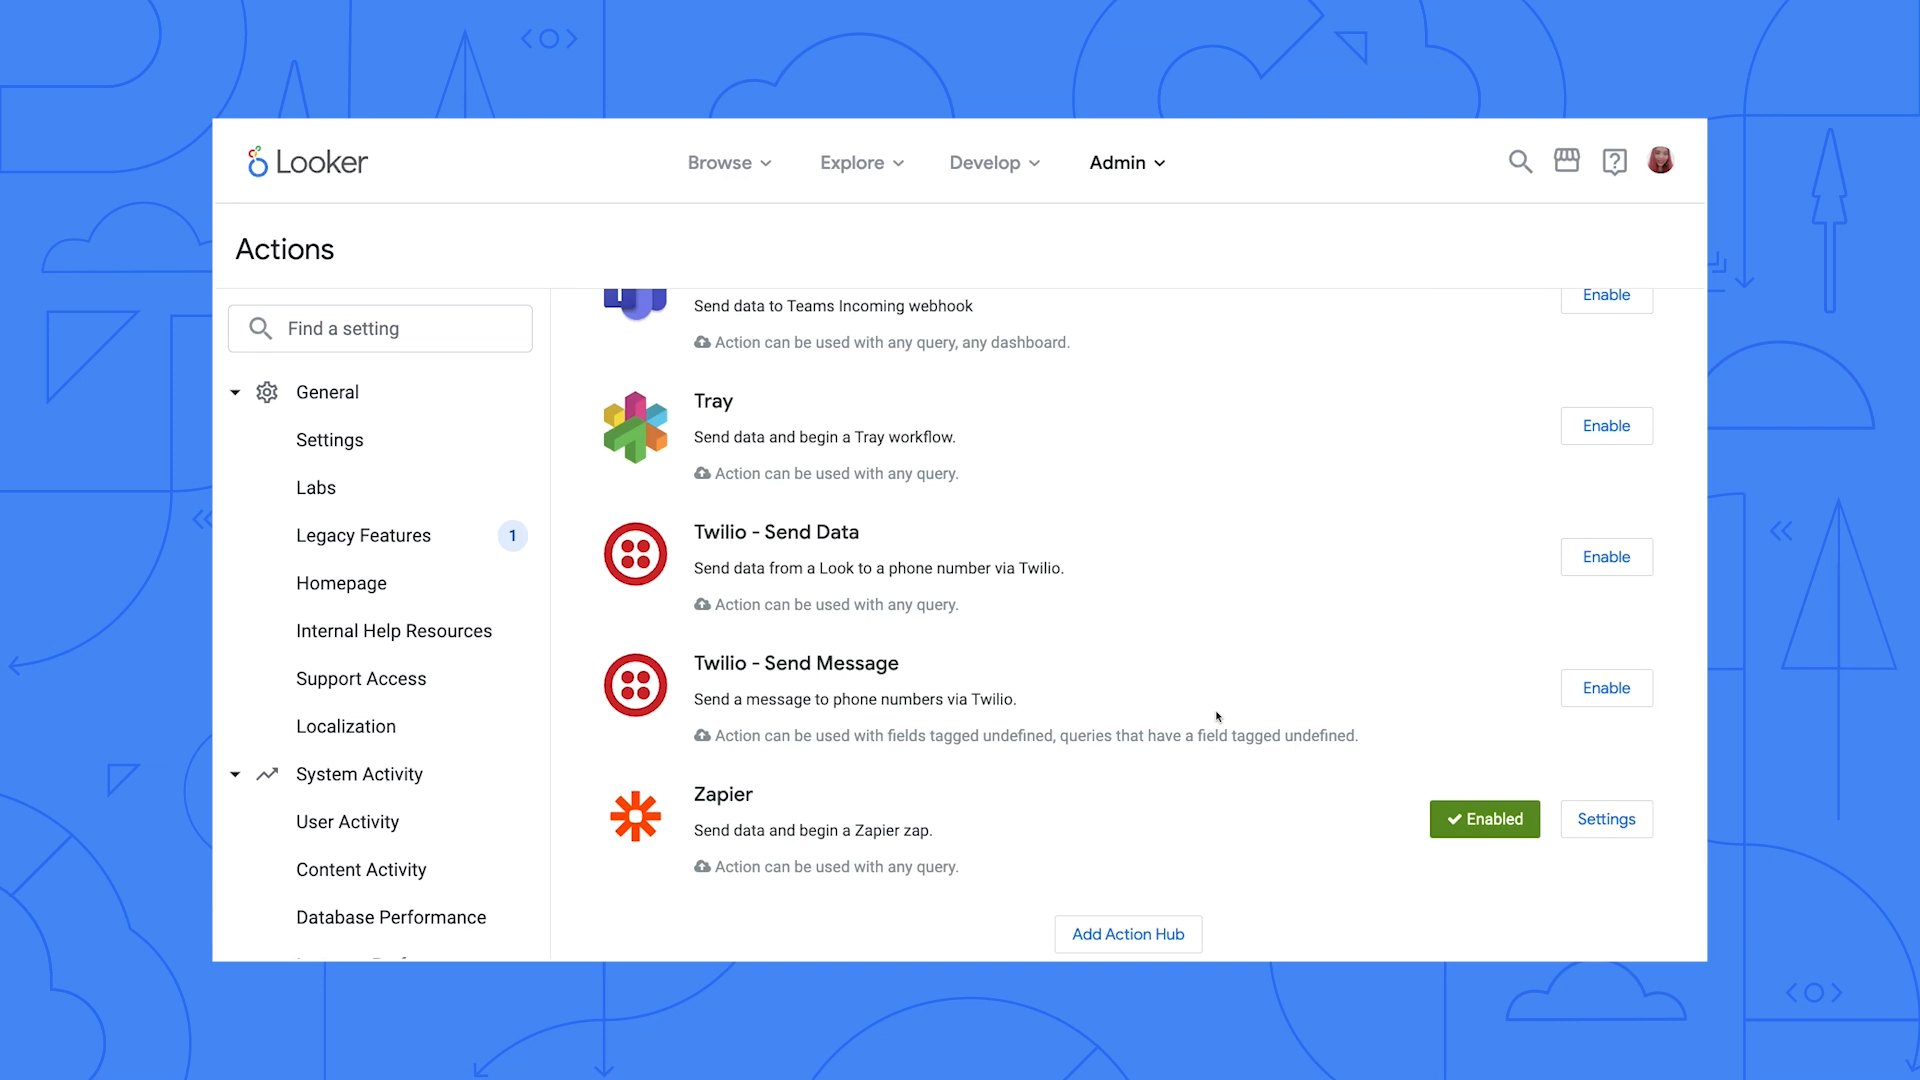 Looker
Browse
Explore
Develop
Admin
Actions
Find a setting
General
Settings
Labs
Legacy Features 1
Homepage
Internal Help Resources
Support Access
Localization
System Activity
User Activity
Content Activity
Database Performance
Send data to Teams Incoming webhook
Action can be used with any query, any dashboard.
Enable
Tray
Send data and begin a Tray workflow.
Action can be used with any query.
Enable
Twilio - Send Data
Send data from a Look to a phone number via Twilio.
Action can be used with any query.
Enable
Twilio - Send Message
Send a message to phone numbers via Twilio.
Action can be used with fields tagged undefined, queries that have a field tagged undefined.
Enable
Zapier
Send data and begin a Zapier zap.
Action can be used with any query.
Enabled
Settings
Add Action Hub